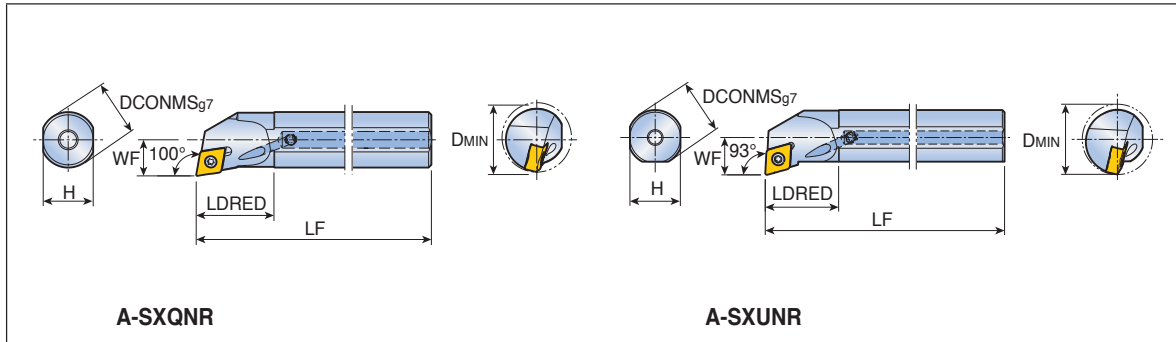 DCONMSg7
WF
100°
H
LDRED
LF
DMIN
A-SXQNR
DCONMSg7
WF
93°
H
LDRED
LF
DMIN
A-SXUNR